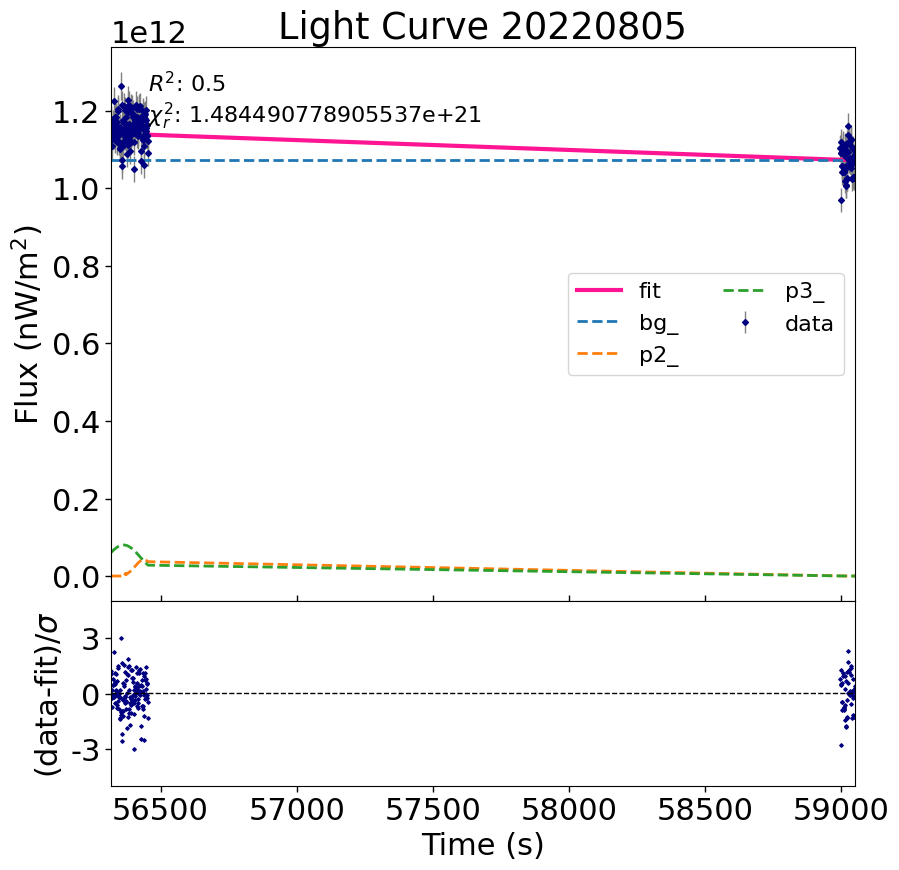 Light Curve 20220805
1e12
R²: 0.5
χ²ᵣ: 1.484490778905537e+21
1.2
1.0
0.8
0.6
0.4
0.2
0.0
Flux (nW/m²)
fit
bg_
p2_
p3_
data
3
0
-3
(data-fit)/σ
56500 57000 57500 58000 58500 59000
Time (s)